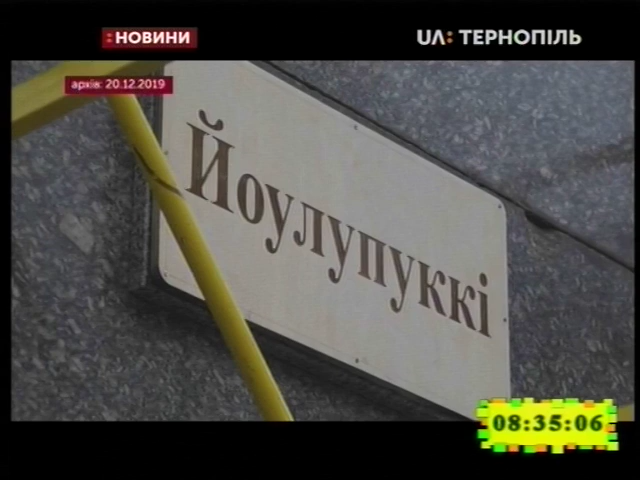 :НОВИНИ
UA: ТЕРНОПІЛЬ
архів: 20.12.2019
Йоулупуккі
08:35:06